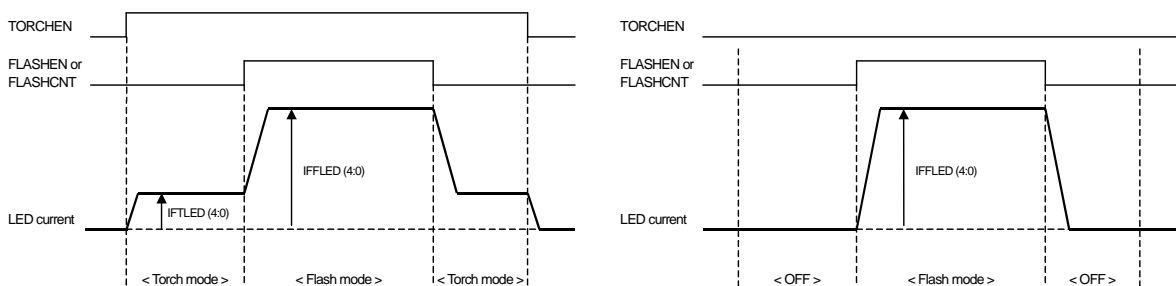 TORCHEN
FLASHEN or
FLASHCNT
IFFLED (4:0)
IFTLED (4:0)
LED current
< Torch mode >
< Flash mode >
< Torch mode >
TORCHEN
FLASHEN or
FLASHCNT
IFFLED (4:0)
LED current
< OFF >
< Flash mode >
< OFF >